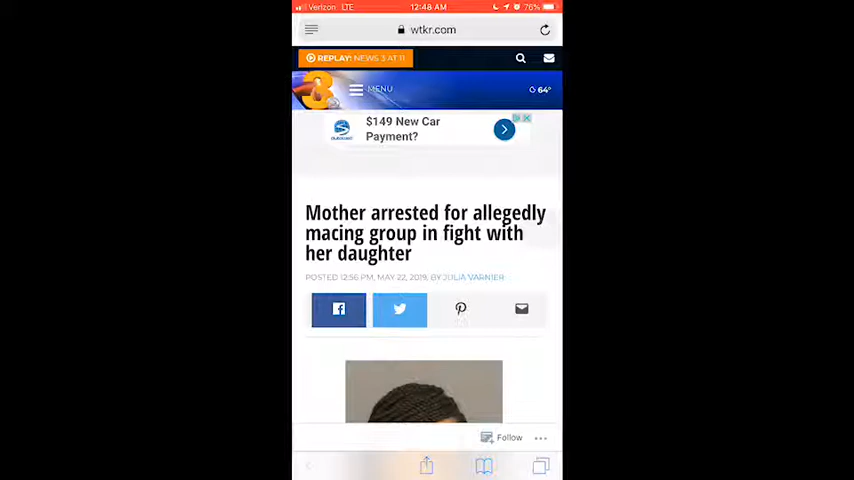 Verizon LTE 12:48 AM 76%
wtkr.com
REPLAY: NEWS 3 AT 11
3 MENU 64°
$149 New Car
Payment?
Mother arrested for allegedly
macing group in fight with
her daughter
POSTED 12:56 PM, MAY 22, 2019, BY JULIA VARNIER
Follow